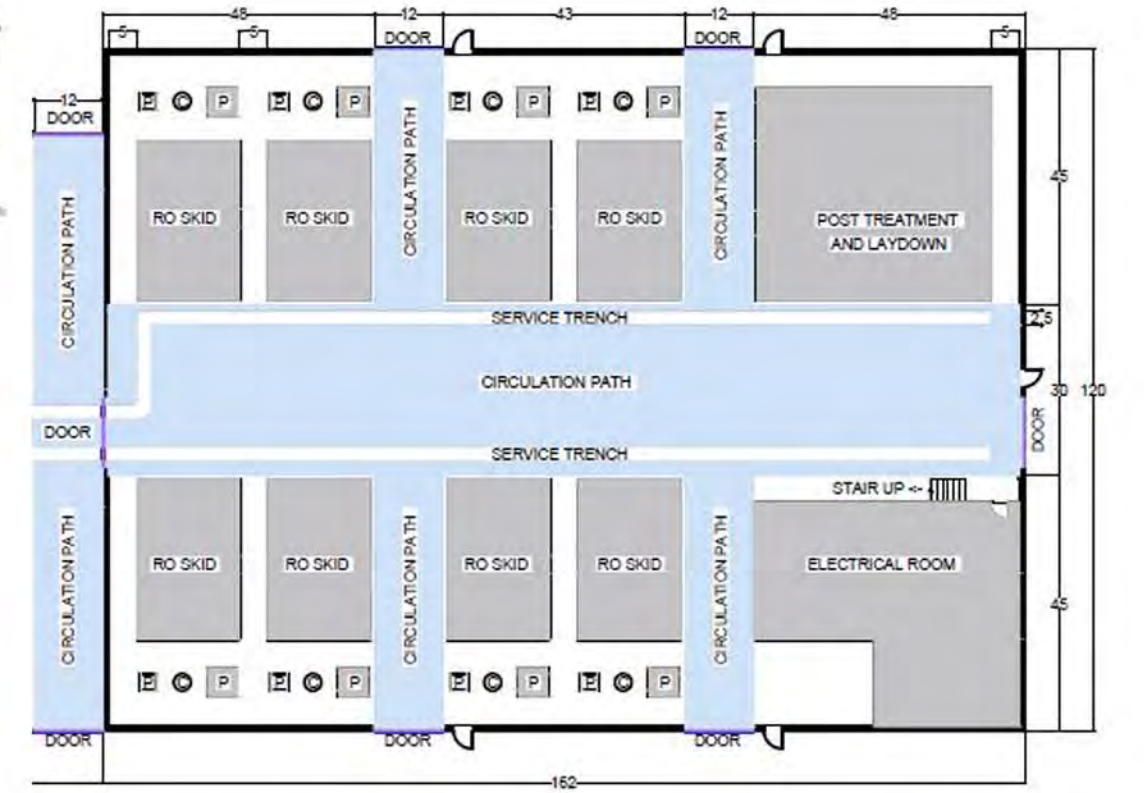 48 12 43 12 48
5 5 DOOR DOOR 5
12
DOOR
C P C P C P C P
CIRCULATION PATH
CIRCULATION PATH
CIRCULATION PATH
RO SKID RO SKID RO SKID RO SKID
POST TREATMENT
AND LAYDOWN
45
SERVICE TRENCH
2.5
CIRCULATION PATH
30 120
DOOR
DOOR
SERVICE TRENCH
STAIR UP <-
CIRCULATION PATH
CIRCULATION PATH
CIRCULATION PATH
RO SKID RO SKID RO SKID RO SKID
ELECTRICAL ROOM
45
C P C P C P C P
DOOR DOOR DOOR
162